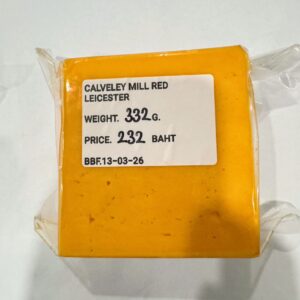 CALVELEY MILL RED
LEICESTER
WEIGHT. 332 G.
PRICE. 232 BAHT
BBF.13-03-26